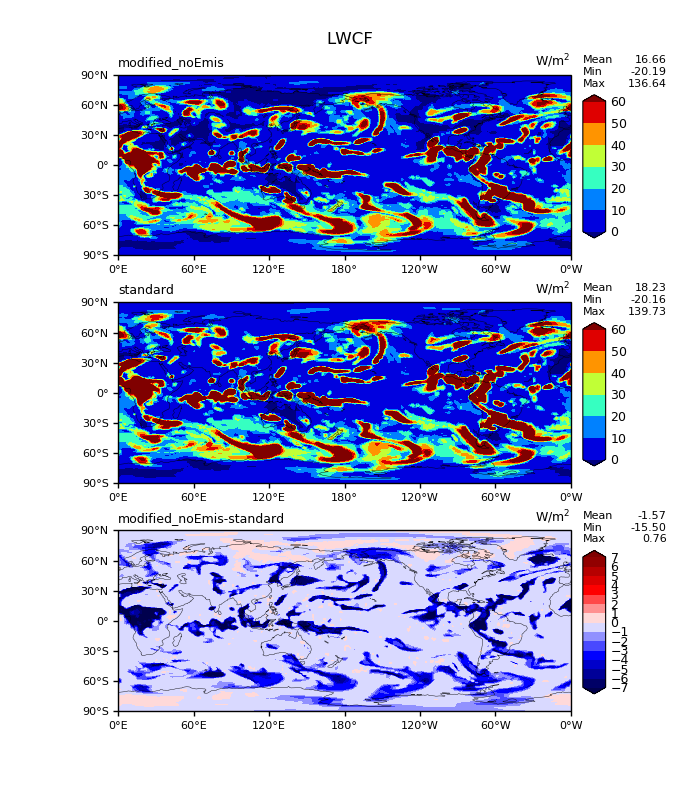 LWCF
modified_noEmis W/m²
Mean 16.66
Min -20.19
Max 136.64
90°N
60°N
30°N
0°
30°S
60°S
90°S
0°E 60°E 120°E 180° 120°W 60°W 0°W
60
50
40
30
20
10
0
standard W/m²
Mean 18.23
Min -20.16
Max 139.73
90°N
60°N
30°N
0°
30°S
60°S
90°S
0°E 60°E 120°E 180° 120°W 60°W 0°W
60
50
40
30
20
10
0
modified_noEmis-standard W/m²
Mean -1.57
Min -15.50
Max 0.76
90°N
60°N
30°N
0°
30°S
60°S
90°S
0°E 60°E 120°E 180° 120°W 60°W 0°W
7
6
5
4
3
2
1
0
−1
−2
−3
−4
−5
−6
−7